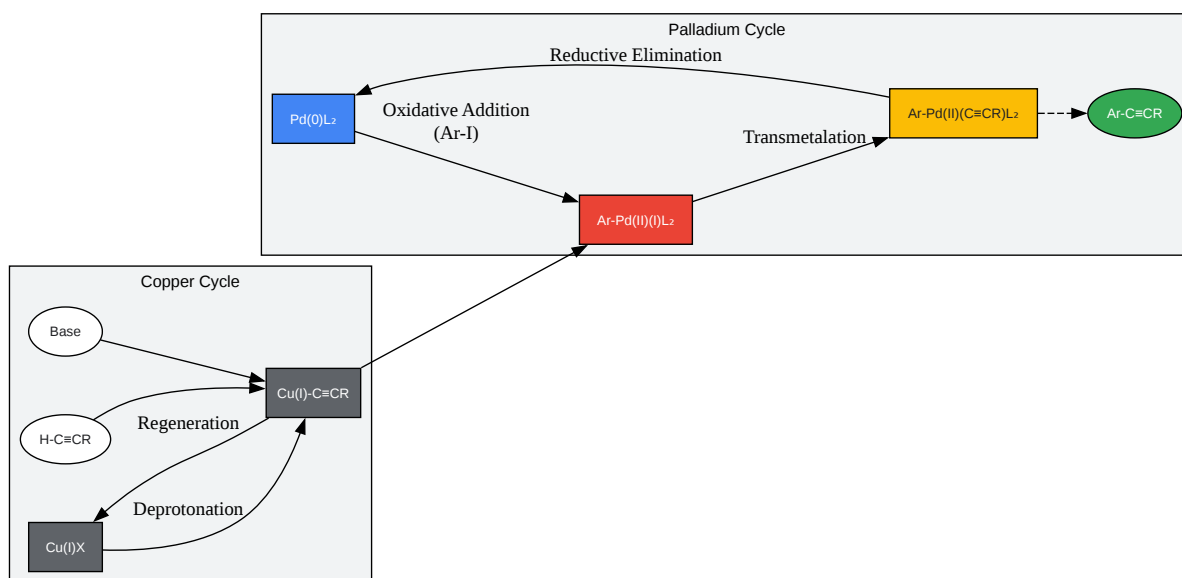 Palladium Cycle
Reductive Elimination
Pd(0)L₂
Oxidative Addition
(Ar-I)
Ar-Pd(II)(C≡CR)L₂
Ar-C≡CR
Transmetalation
Ar-Pd(II)(I)L₂
Copper Cycle
Base
Cu(I)-C≡CR
H-C≡CR
Regeneration
Deprotonation
Cu(I)X